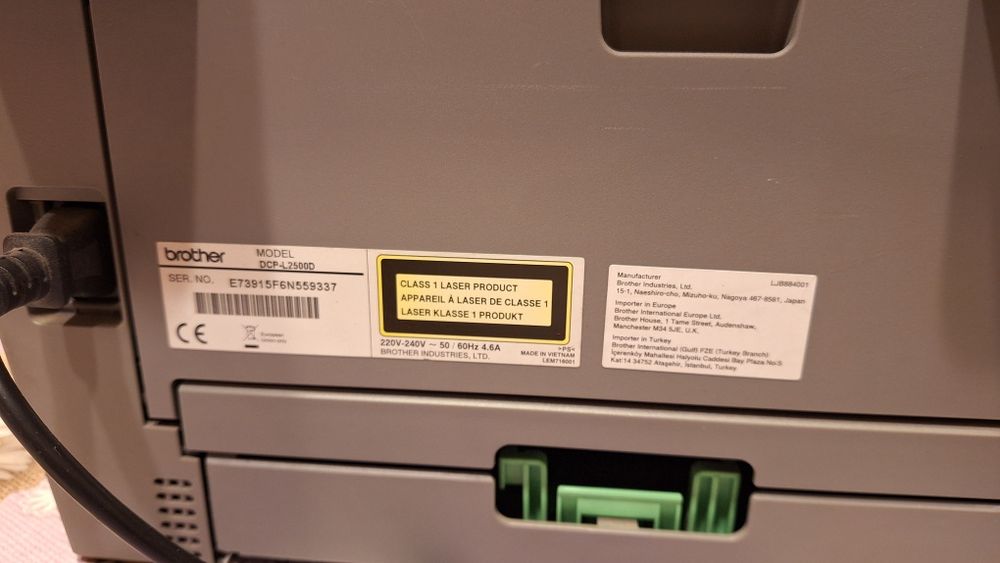 brother
MODEL
DCP-L2500D
SER. NO. E73915F6N559337
CE
European
CLASS 1 LASER PRODUCT
APPAREIL À LASER DE CLASSE 1
LASER KLASSE 1 PRODUKT
220V-240V ~ 50 / 60Hz 4.6A
BROTHER INDUSTRIES, LTD.
>PS<
MADE IN VIETNAM
LEM716001
Manufacturer
LJB884001
Brother Industries, Ltd.
15-1, Naeshiro-cho, Mizuho-ku, Nagoya 467-8561, Japan
Importer in Europe
Brother International Europe Ltd.
Brother House, 1 Tame Street, Audenshaw,
Manchester M34 5JE, U.K.
Importer in Turkey
Brother International (Gulf) FZE (Turkey Branch)
İçerenköy Mahallesi Halyolu Caddesi Bay Plaza No:5
Kat:14 34752 Ataşehir, İstanbul, Turkey.